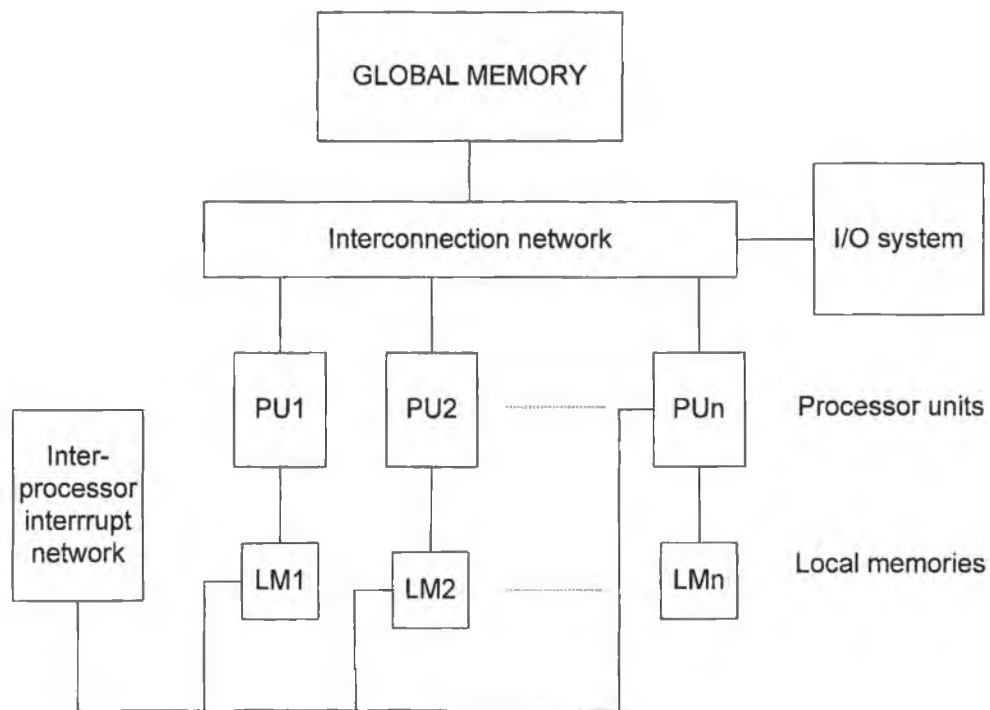 GLOBAL MEMORY
Interconnection network
I/O system
PU1
PU2
PUn
Processor units
Inter-
processor
interrrupt
network
LM1
LM2
LMn
Local memories